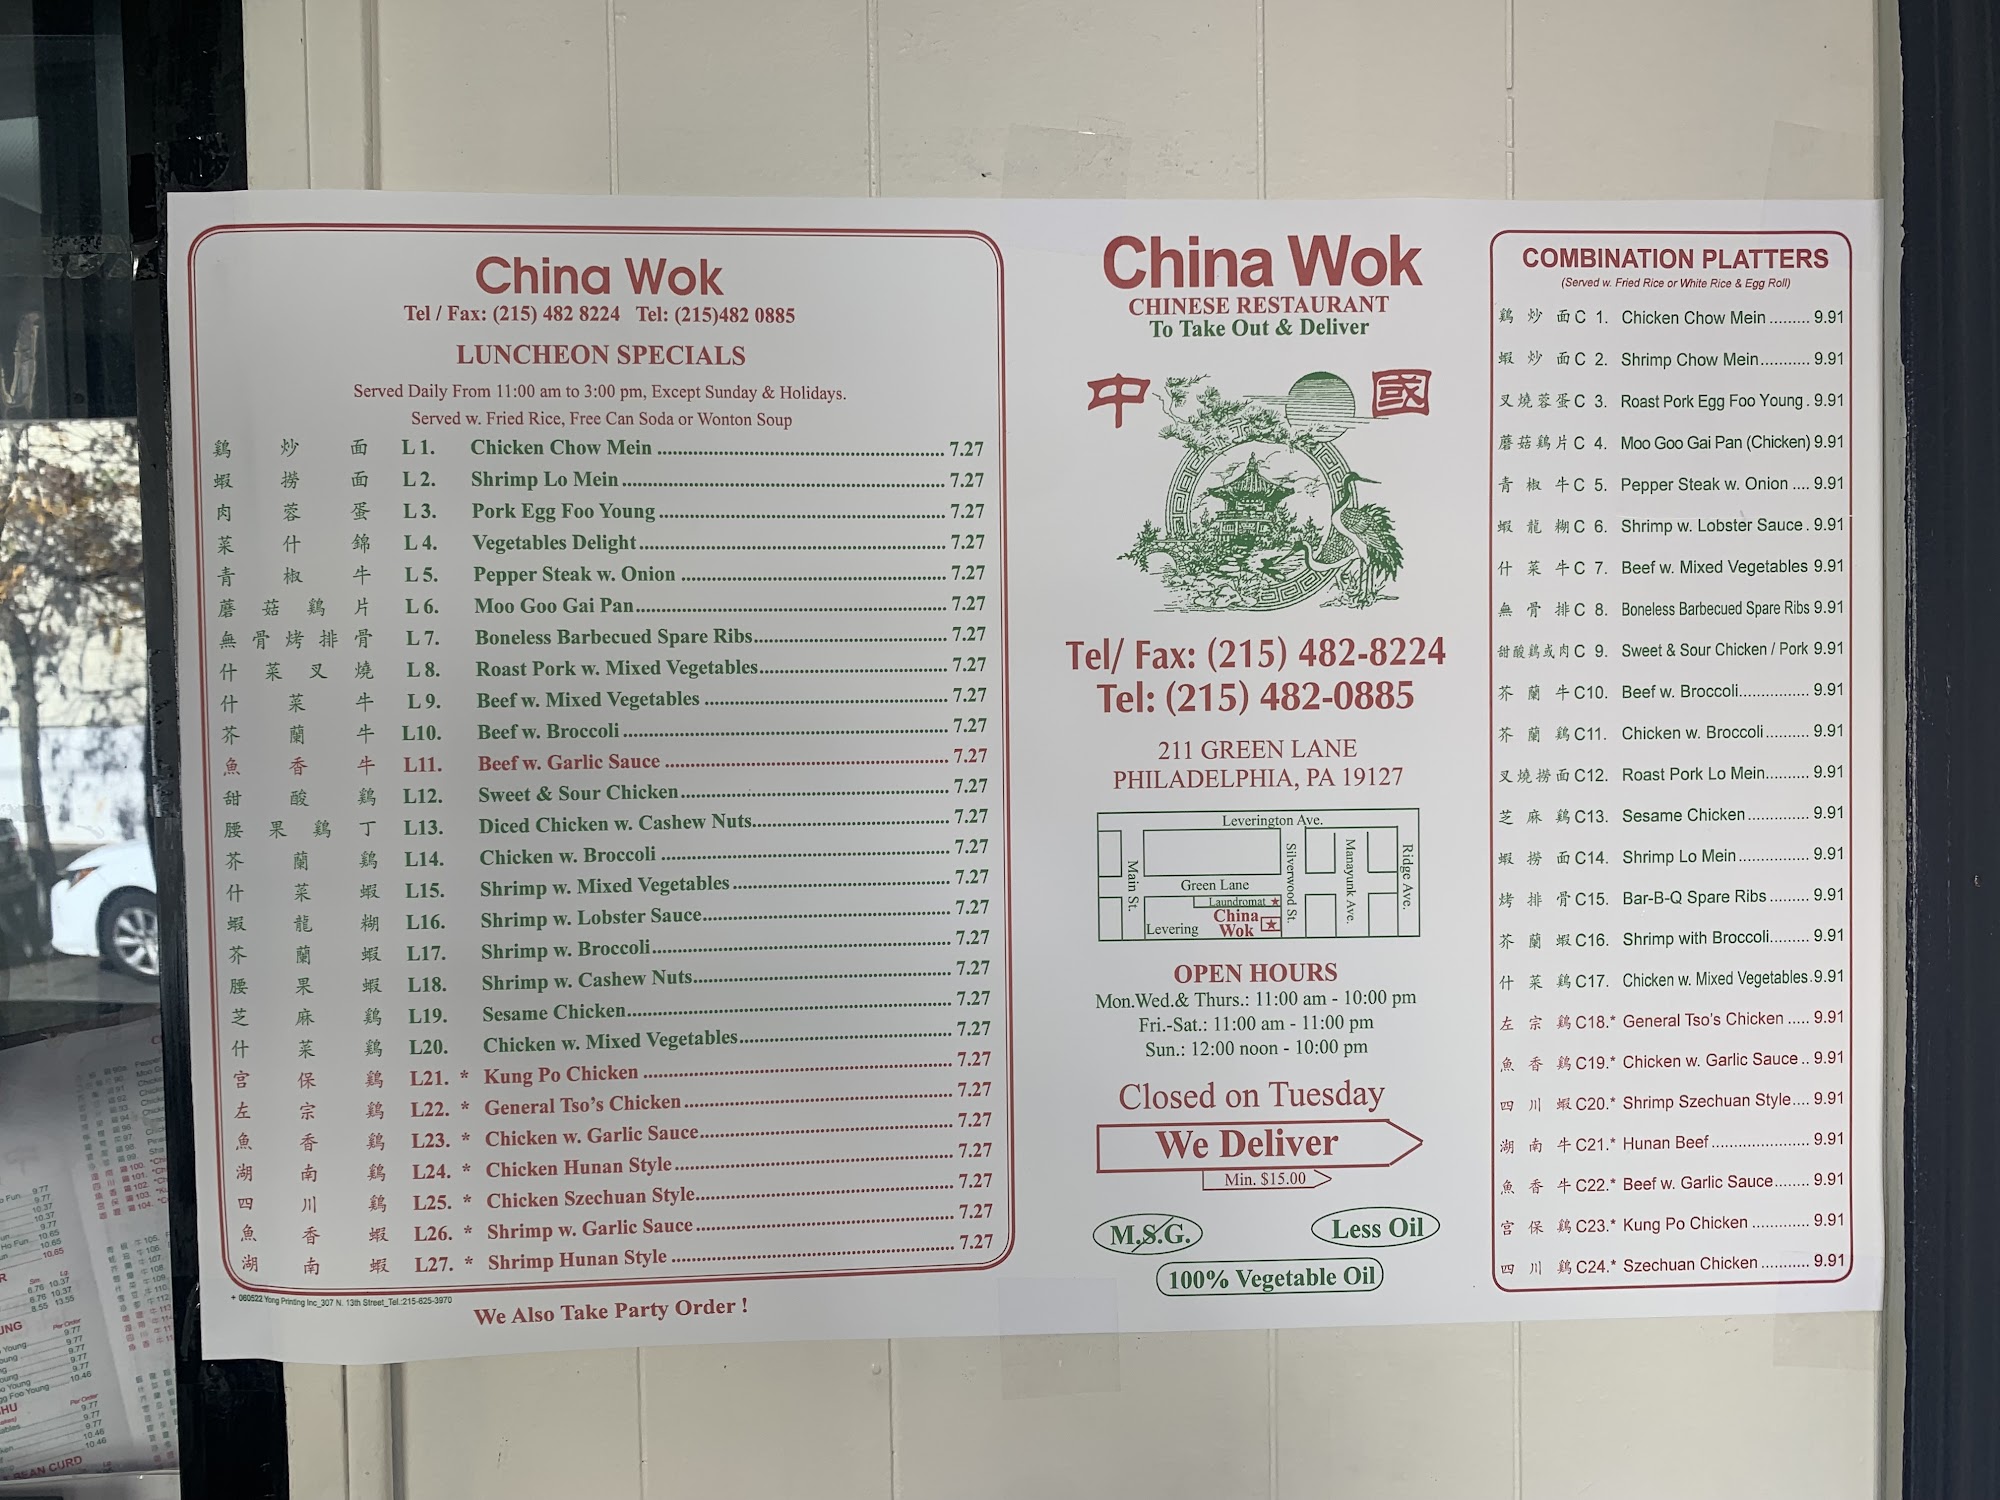 China Wok
Tel / Fax: (215) 482 8224 Tel: (215)482 0885
LUNCHEON SPECIALS
Served Daily From 11:00 am to 3:00 pm, Except Sunday & Holidays.
Served w. Fried Rice, Free Can Soda or Wonton Soup
鷄炒面 L 1. Chicken Chow Mein 7.27
蝦撈面 L 2. Shrimp Lo Mein 7.27
肉蓉蛋 L 3. Pork Egg Foo Young 7.27
菜什錦 L 4. Vegetables Delight 7.27
青椒牛 L 5. Pepper Steak w. Onion 7.27
蘑菇鷄片 L 6. Moo Goo Gai Pan 7.27
無骨烤排骨 L 7. Boneless Barbecued Spare Ribs 7.27
什菜叉燒 L 8. Roast Pork w. Mixed Vegetables 7.27
什菜牛 L 9. Beef w. Mixed Vegetables 7.27
芥蘭牛 L10. Beef w. Broccoli 7.27
魚香牛 L11. Beef w. Garlic Sauce 7.27
甜酸鷄 L12. Sweet & Sour Chicken 7.27
腰果鷄丁 L13. Diced Chicken w. Cashew Nuts 7.27
芥蘭鷄 L14. Chicken w. Broccoli 7.27
什菜蝦 L15. Shrimp w. Mixed Vegetables 7.27
蝦龍糊 L16. Shrimp w. Lobster Sauce 7.27
芥蘭蝦 L17. Shrimp w. Broccoli 7.27
腰果蝦 L18. Shrimp w. Cashew Nuts 7.27
芝麻鷄 L19. Sesame Chicken 7.27
什菜鷄 L20. Chicken w. Mixed Vegetables 7.27
宮保鷄 L21. * Kung Po Chicken 7.27
左宗鷄 L22. * General Tso's Chicken 7.27
魚香鷄 L23. * Chicken w. Garlic Sauce 7.27
湖南鷄 L24. * Chicken Hunan Style 7.27
四川鷄 L25. * Chicken Szechuan Style 7.27
魚香蝦 L26. * Shrimp w. Garlic Sauce 7.27
湖南蝦 L27. * Shrimp Hunan Style 7.27
+ 060522 Yong Printing Inc_307 N. 13th Street_Tel.:215-625-3970
We Also Take Party Order !
China Wok
CHINESE RESTAURANT
To Take Out & Deliver
中 國
Tel/ Fax: (215) 482-8224
Tel: (215) 482-0885
211 GREEN LANE
PHILADELPHIA, PA 19127
Leverington Ave.
Main St.
Silverwood St.
Manayunk Ave.
Ridge Ave.
Green Lane
Laundromat
China
Wok
Levering
OPEN HOURS
Mon.Wed.& Thurs.: 11:00 am - 10:00 pm
Fri.-Sat.: 11:00 am - 11:00 pm
Sun.: 12:00 noon - 10:00 pm
Closed on Tuesday
We Deliver
Min. $15.00
M.S.G.
Less Oil
100% Vegetable Oil
COMBINATION PLATTERS
(Served w. Fried Rice or White Rice & Egg Roll)
鷄炒面 C 1. Chicken Chow Mein 9.91
蝦炒面 C 2. Shrimp Chow Mein 9.91
叉燒蓉蛋 C 3. Roast Pork Egg Foo Young 9.91
蘑菇鷄片 C 4. Moo Goo Gai Pan (Chicken) 9.91
青椒牛 C 5. Pepper Steak w. Onion 9.91
蝦龍糊 C 6. Shrimp w. Lobster Sauce 9.91
什菜牛 C 7. Beef w. Mixed Vegetables 9.91
無骨排 C 8. Boneless Barbecued Spare Ribs 9.91
甜酸鷄或肉 C 9. Sweet & Sour Chicken / Pork 9.91
芥蘭牛 C10. Beef w. Broccoli 9.91
芥蘭鷄 C11. Chicken w. Broccoli 9.91
叉燒撈面 C12. Roast Pork Lo Mein 9.91
芝麻鷄 C13. Sesame Chicken 9.91
蝦撈面 C14. Shrimp Lo Mein 9.91
烤排骨 C15. Bar-B-Q Spare Ribs 9.91
芥蘭蝦 C16. Shrimp with Broccoli 9.91
什菜鷄 C17. Chicken w. Mixed Vegetables 9.91
左宗鷄 C18.* General Tso's Chicken 9.91
魚香鷄 C19.* Chicken w. Garlic Sauce 9.91
四川蝦 C20.* Shrimp Szechuan Style 9.91
湖南牛 C21.* Hunan Beef 9.91
魚香牛 C22.* Beef w. Garlic Sauce 9.91
宮保鷄 C23.* Kung Po Chicken 9.91
四川鷄 C24.* Szechuan Chicken 9.91